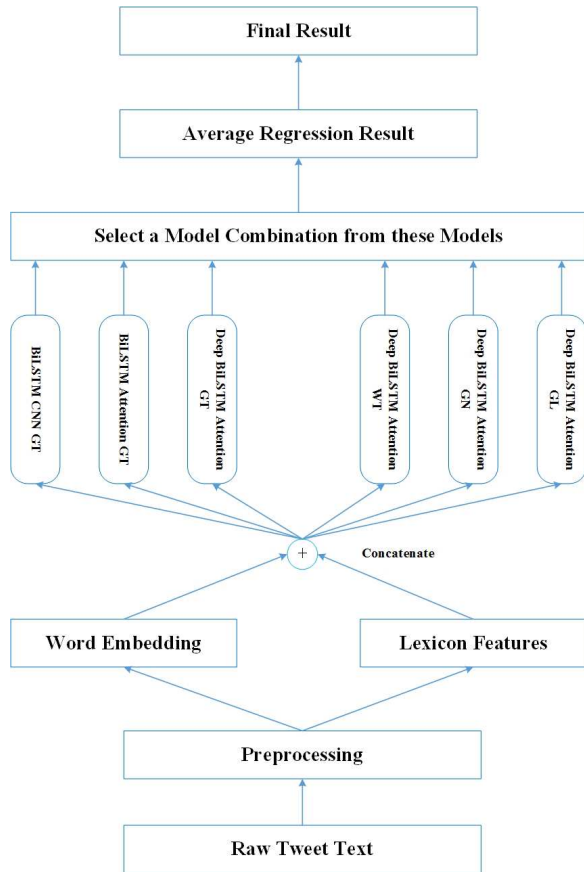 Final Result
Average Regression Result
Select a Model Combination from these Models
BiLSTM CNN GT
BiLSTM Attention GT
Deep BiLSTM Attention
GT
Deep BiLSTM Attention
WT
Deep BiLSTM Attention
GN
Deep BiLSTM Attention
GL
+
Concatenate
Word Embedding
Lexicon Features
Preprocessing
Raw Tweet Text